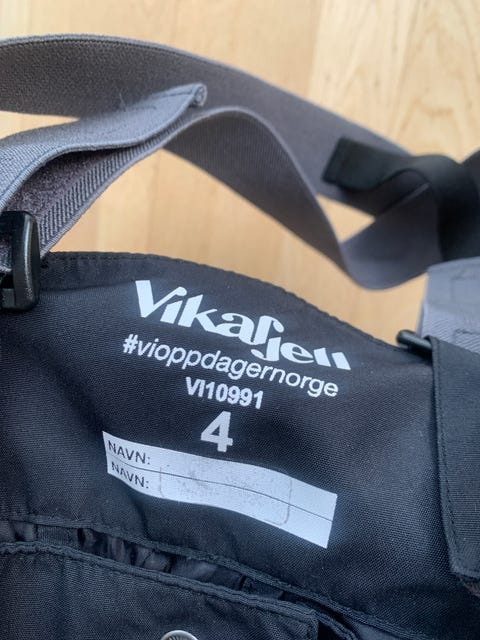 Vikafjell
#vioppdagernorge
VI10991
4
NAVN:
NAVN: